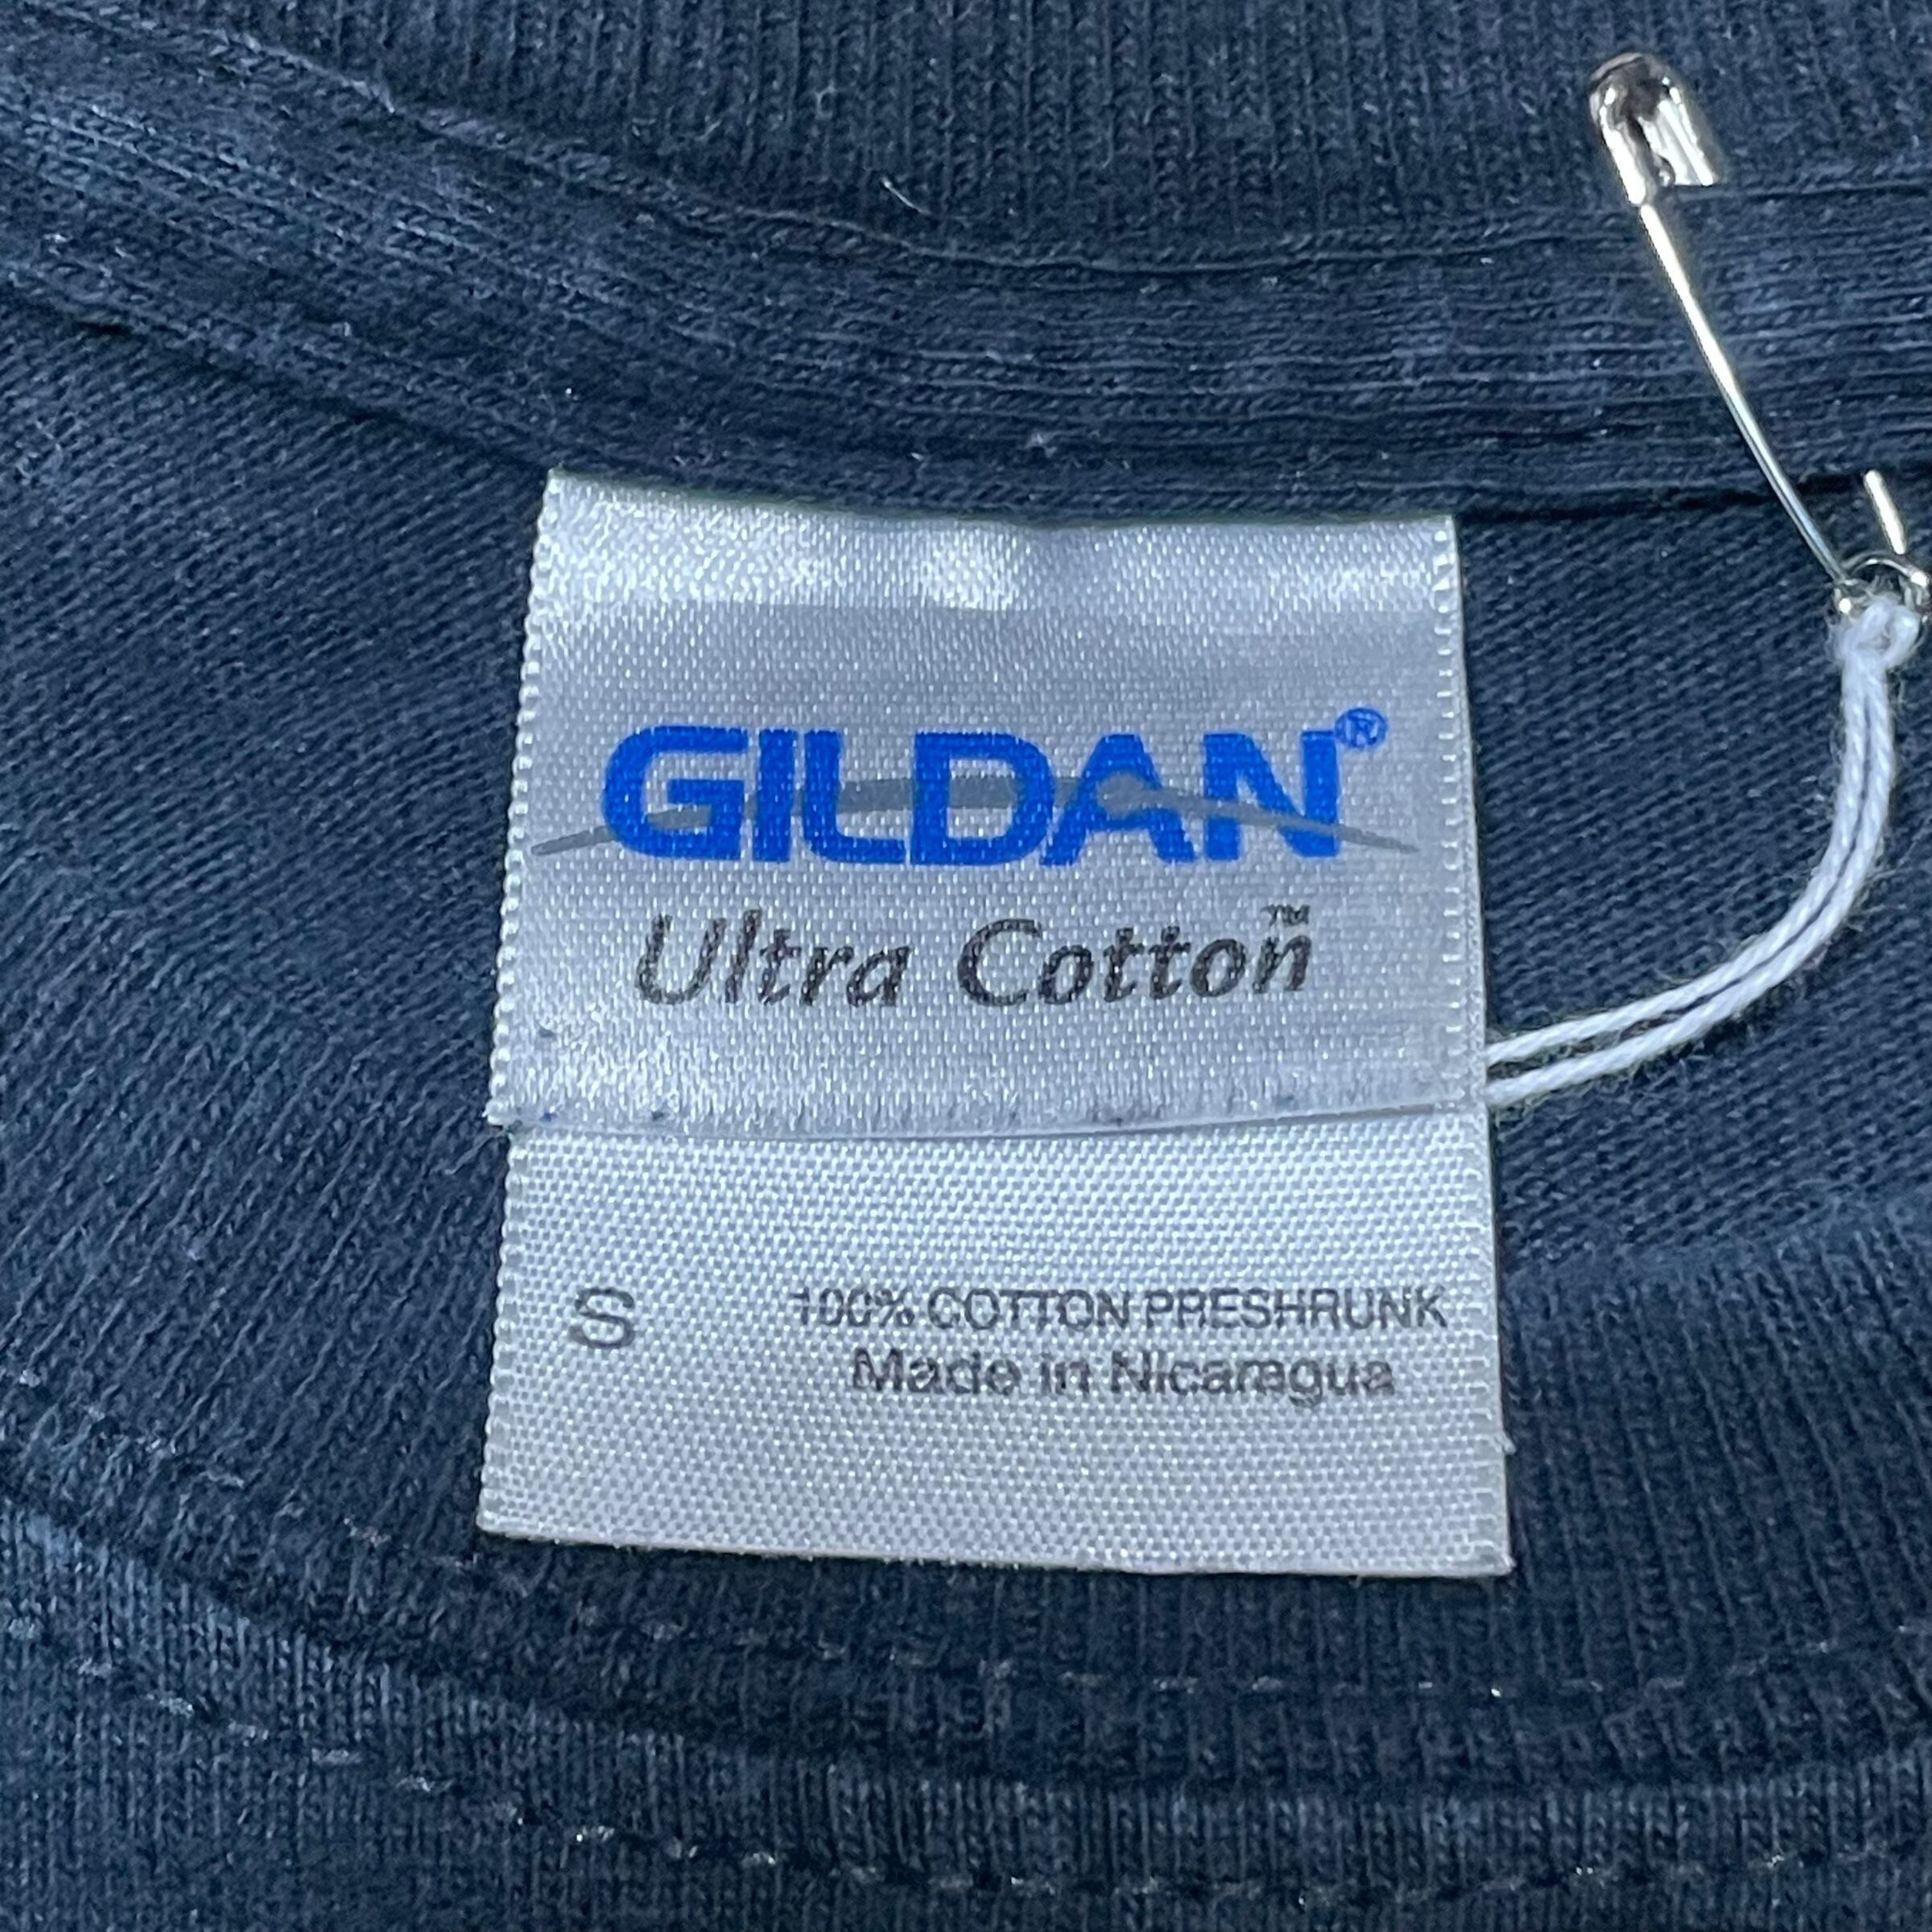 GILDAN®
Ultra Cotton™
S 100% COTTON PRESHRUNK
Made in Nicaragua